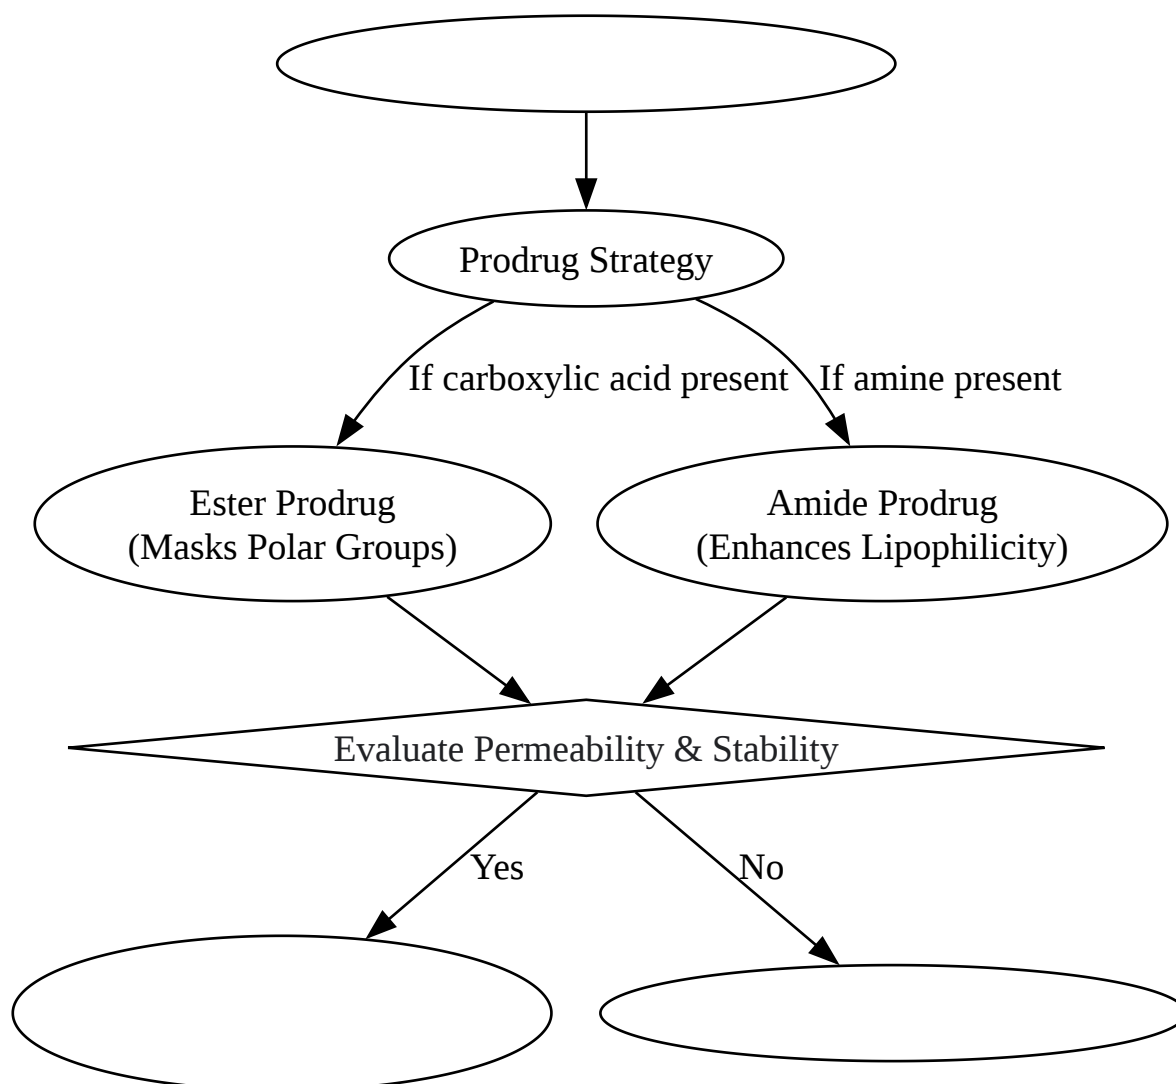 Prodrug Strategy
If carboxylic acid present
If amine present
Ester Prodrug
(Masks Polar Groups)
Amide Prodrug
(Enhances Lipophilicity)
Evaluate Permeability & Stability
Yes
No